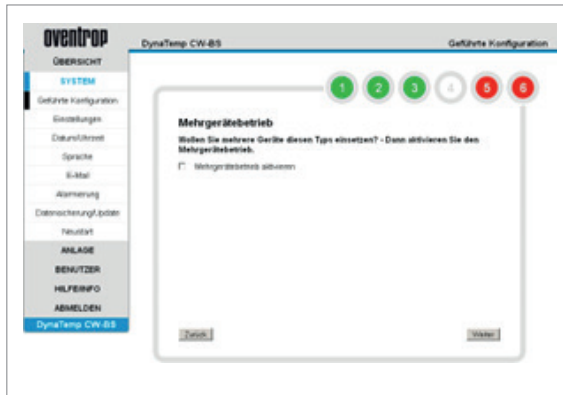 oventrop
DynaTemp CW-BS
Geführte Konfiguration
ÜBERSICHT
SYSTEM
Geführte Konfiguration
Einstellungen
Datum/Uhrzeit
Sprache
E-Mail
Alarmierung
Datensicherung/Update
Neustart
ANLAGE
BENUTZER
HILFE/INFO
ABMELDEN
DynaTemp CW-BS
1 2 3 4 5 6
Mehrgerätebetrieb
Wollen Sie mehrere Geräte diesen Typs einsetzen? - Dann aktivieren Sie den
Mehrgerätebetrieb.
Mehrgerätebetrieb aktivieren
Zurück
Weiter